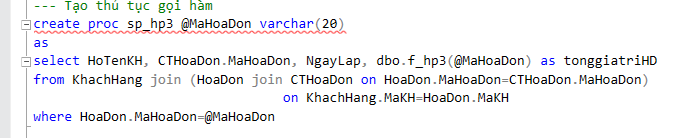 --- Tạo thủ tục gọi hàm
create proc sp_hp3 @MaHoaDon varchar(20)
as
select HoTenKH, CTHoaDon.MaHoaDon, NgayLap, dbo.f_hp3(@MaHoaDon) as tonggiatriHD
from KhachHang join (HoaDon join CTHoaDon on HoaDon.MaHoaDon=CTHoaDon.MaHoaDon)
on KhachHang.MaKH=HoaDon.MaKH
where HoaDon.MaHoaDon=@MaHoaDon